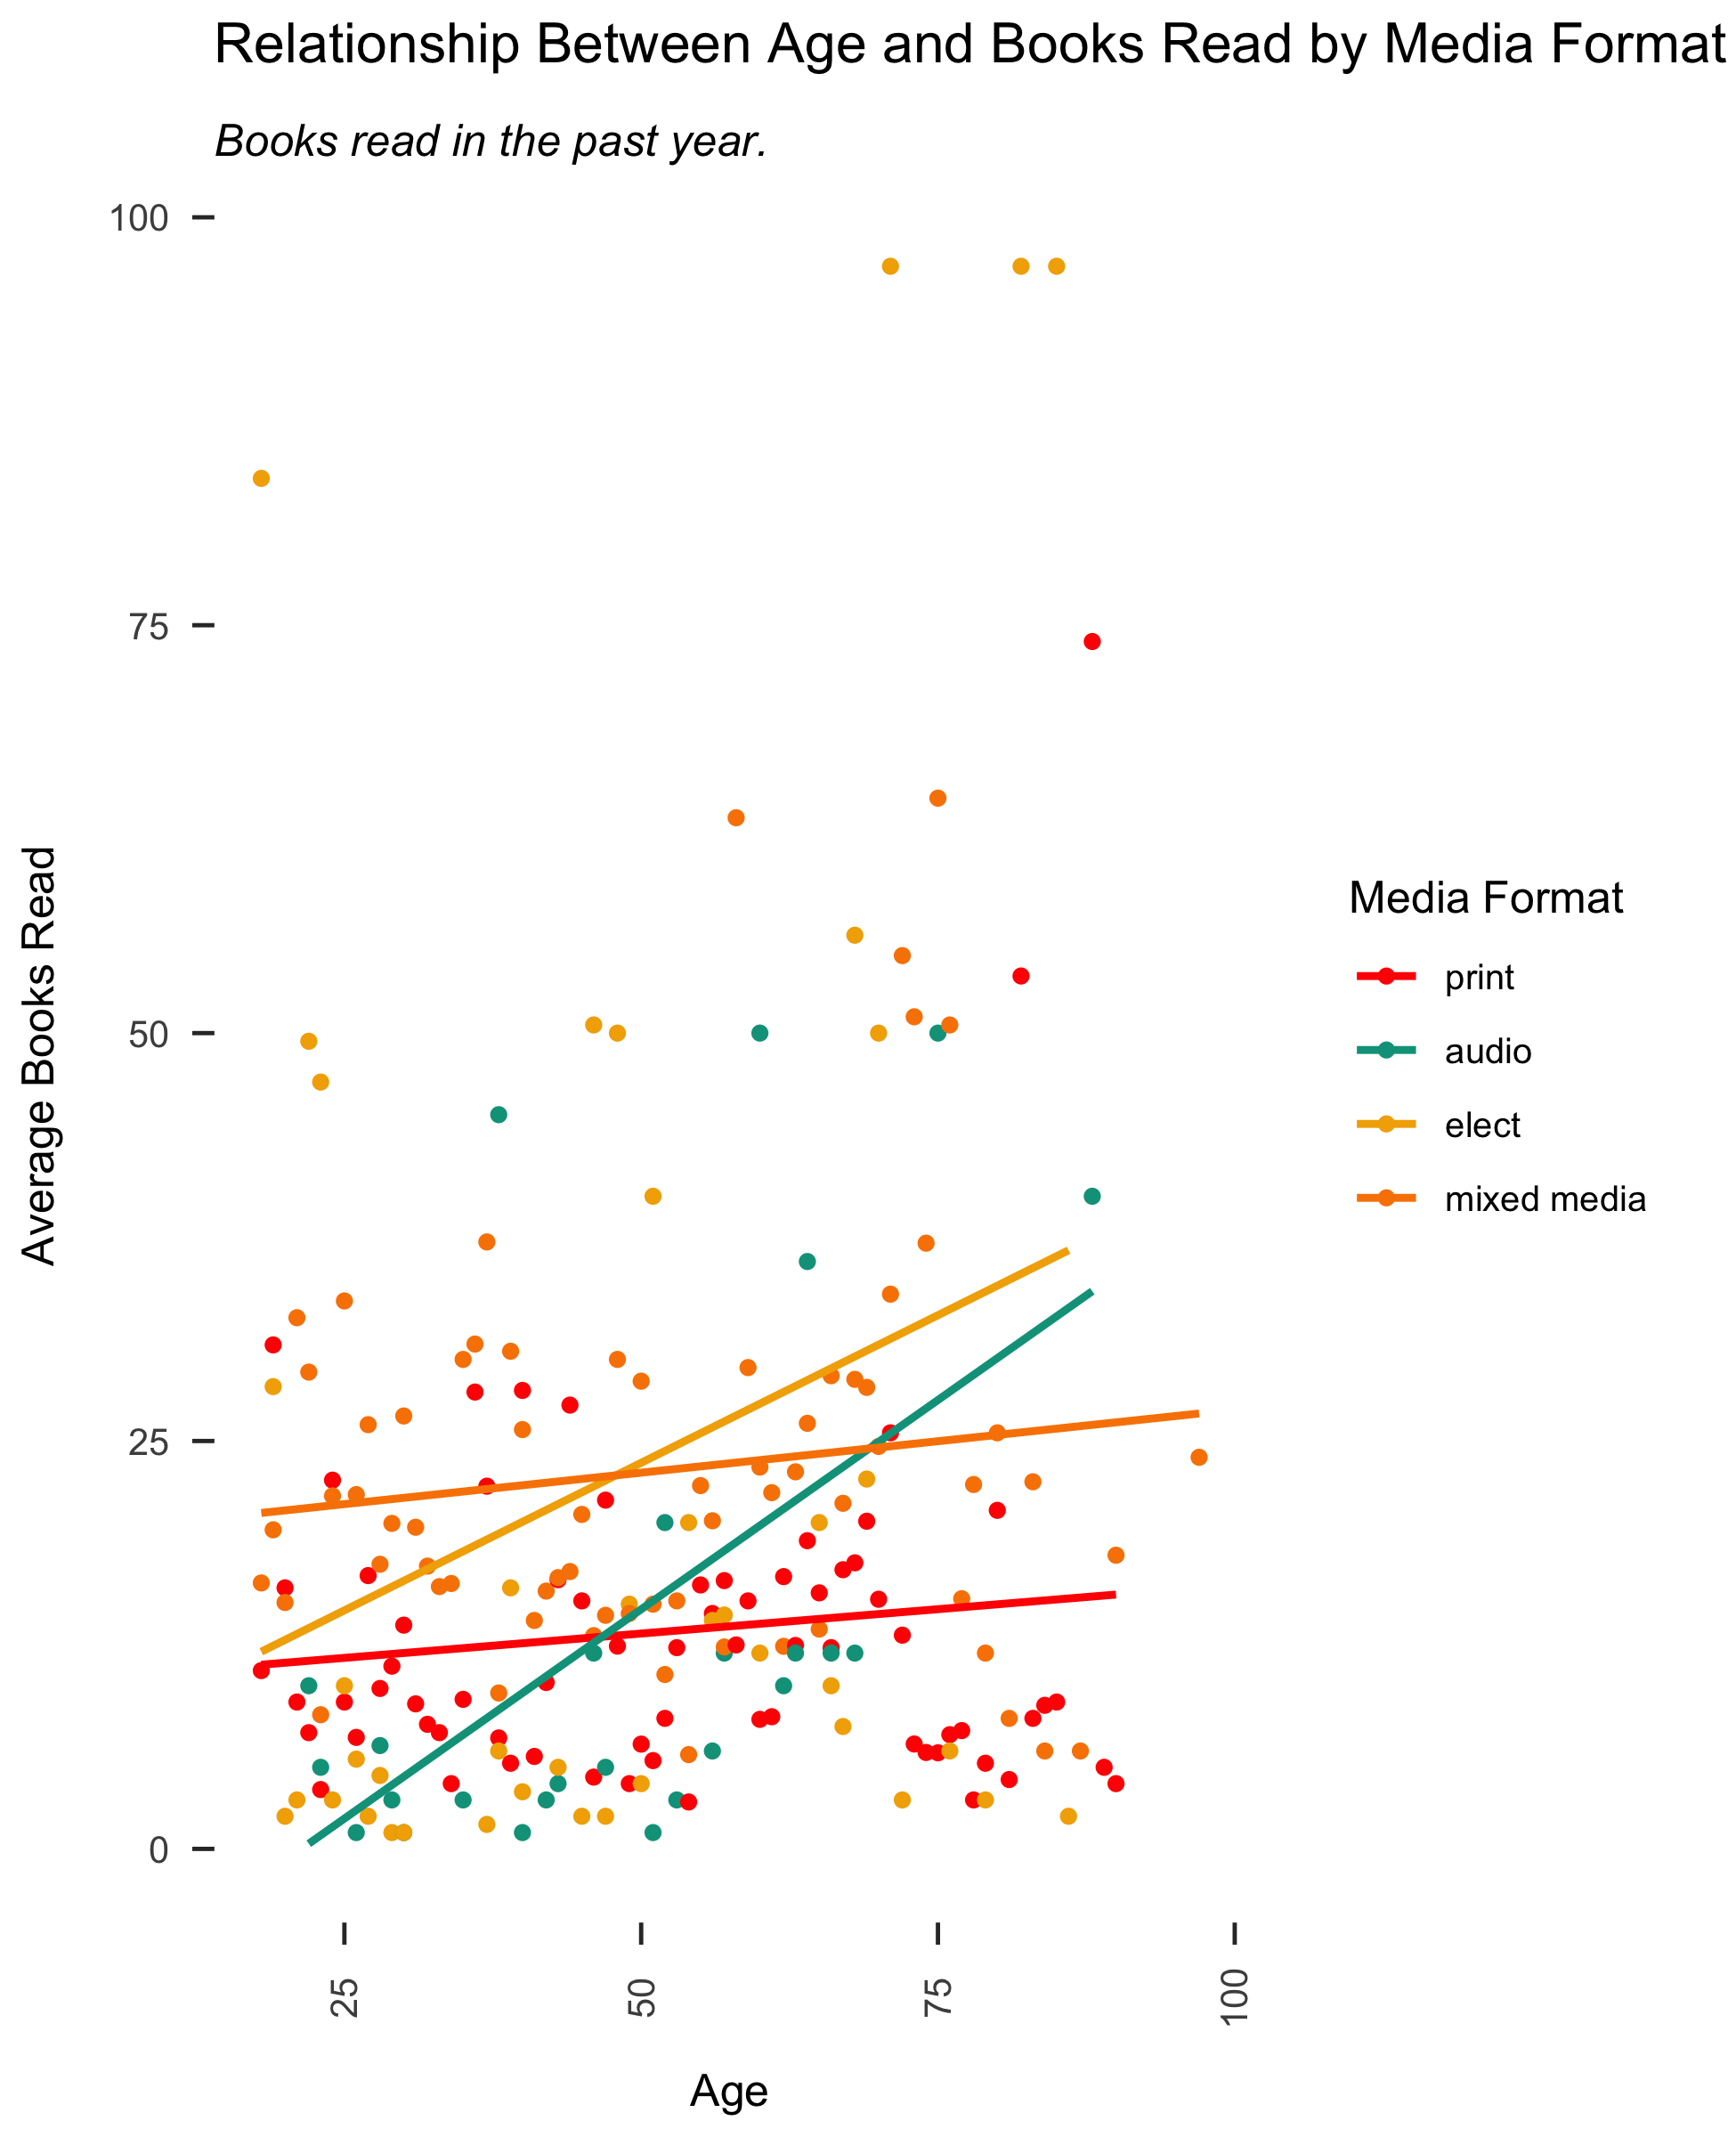 Relationship Between Age and Books Read by Media Format
Books read in the past year.
100
75
50
25
0
Average Books Read
25
50
75
100
Age
Media Format
print
audio
elect
mixed media